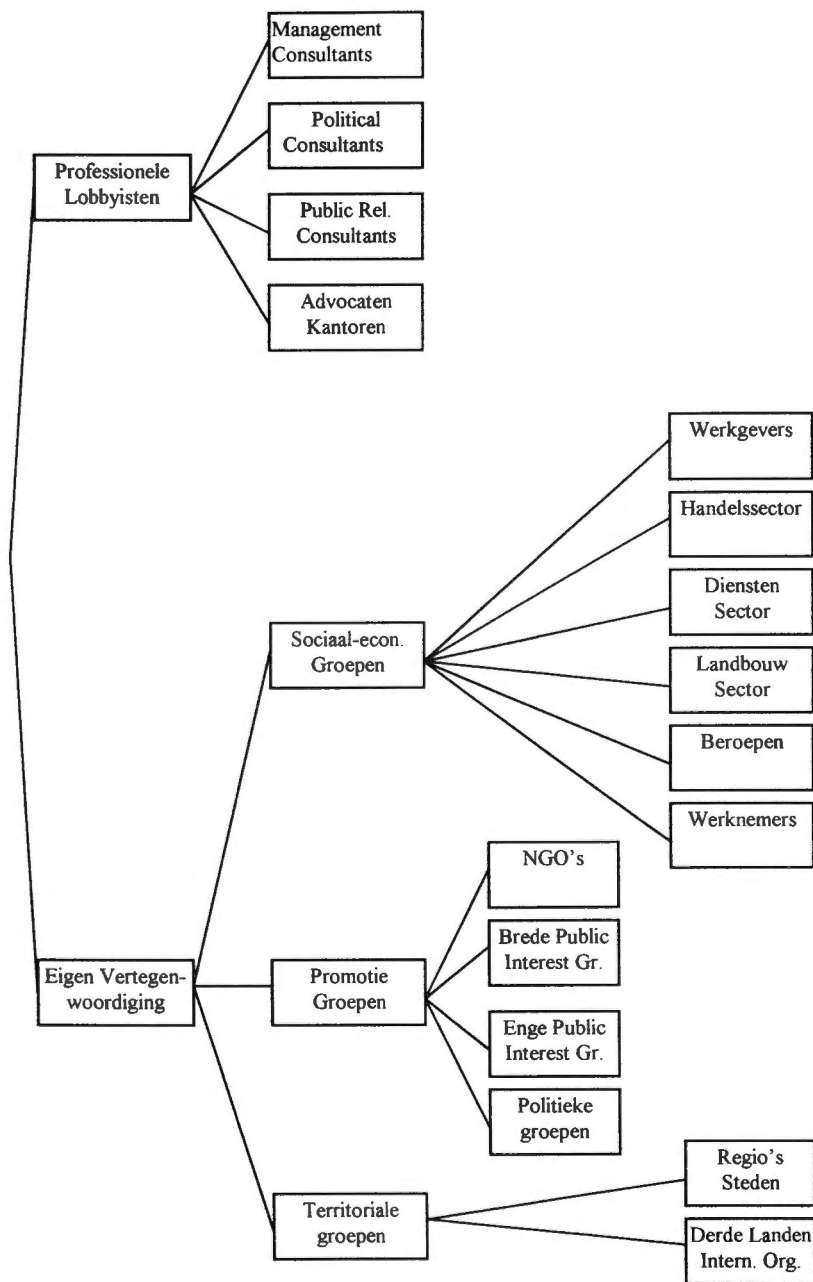 Management
Consultants
Political
Consultants
Professionele
Lobbyisten
Public Rel.
Consultants
Advocaten
Kantoren
Werkgevers
Handelssector
Diensten
Sector
Sociaal-econ.
Groepen
Landbouw
Sector
Beroepen
Werknemers
NGO's
Brede Public
Interest Gr.
Eigen Vertegen-
woordiging
Promotie
Groepen
Enge Public
Interest Gr.
Politieke
groepen
Regio's
Steden
Territoriale
groepen
Derde Landen
Intern. Org.